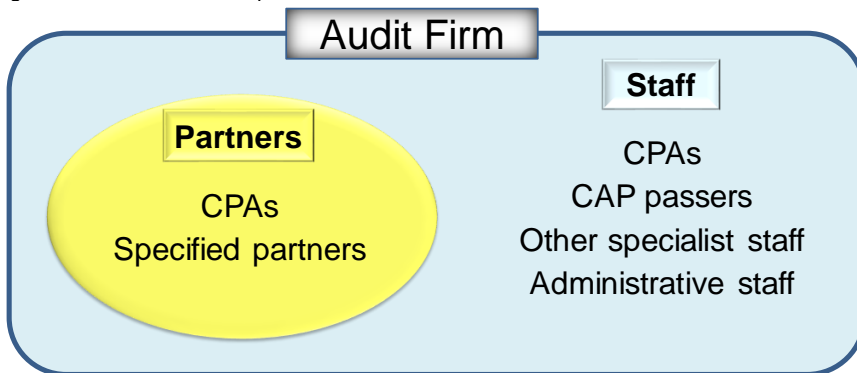 Audit Firm
Partners
CPAs
Specified partners
Staff
CPAs
CAP passers
Other specialist staff
Administrative staff